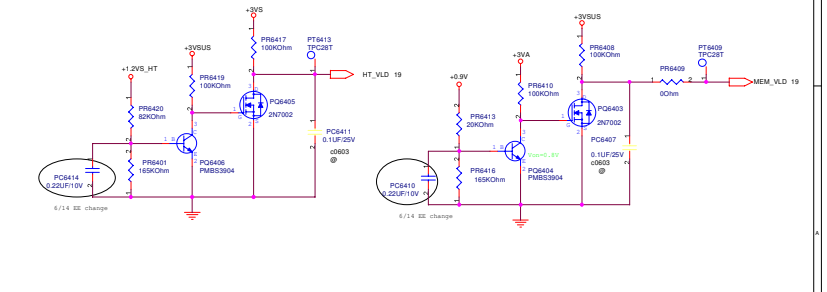 +3VS
PR6417
100KOhm
PT6413
TPC28T
+3VSUS
HT_VLD 19
PR6419
100KOhm
+1.2VS_HT
PR6420
82KOhm
PQ6405
2N7002
PC6411
0.1UF/25V
c0603
@
PR6401
165KOhm
PQ6406
PMBS3904
PC6414
0.22UF/10V
6/14 EE change
+3VSUS
PR6408
100KOhm
PT6409
TPC28T
PR6409
0Ohm
MEM_VLD 19
+3VA
PR6410
100KOhm
+0.9V
PR6413
20KOhm
PQ6403
2N7002
PC6407
0.1UF/25V
c0603
@
PR6416
165KOhm
PQ6404
PMBS3904
PC6410
0.22UF/10V
6/14 EE change
A